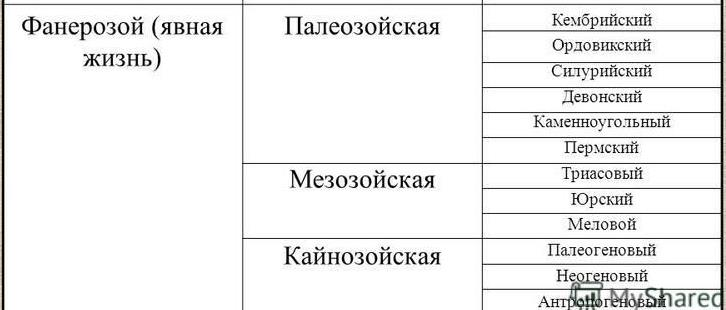 Фанерозой (явная
жизнь)
Палеозойская
Кембрийский
Ордовикский
Силурийский
Девонский
Каменноугольный
Пермский
Мезозойская
Триасовый
Юрский
Меловой
Кайнозойская
Палеогеновый
Неогеновый
Антропогеновый
MyShared